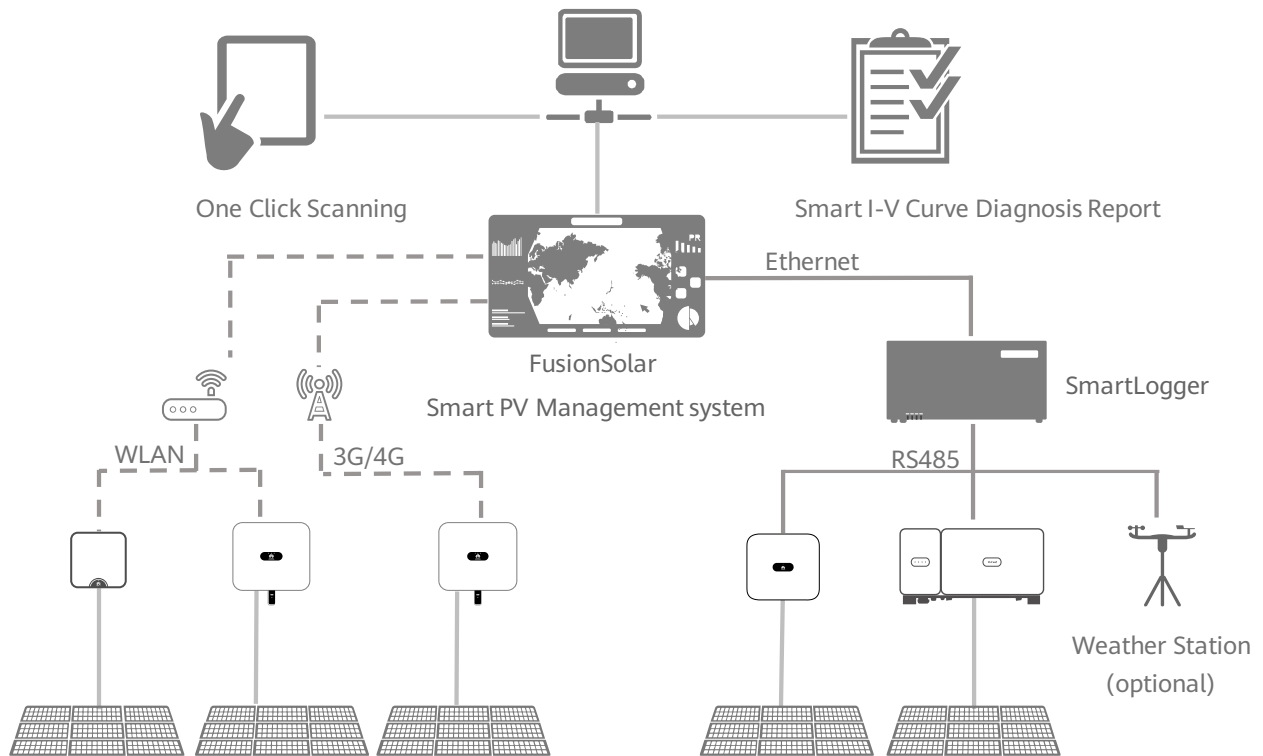 One Click Scanning
Smart I-V Curve Diagnosis Report
PR
Ethernet
FusionSolar
Smart PV Management system
SmartLogger
WLAN
3G/4G
RS485
Weather Station
(optional)